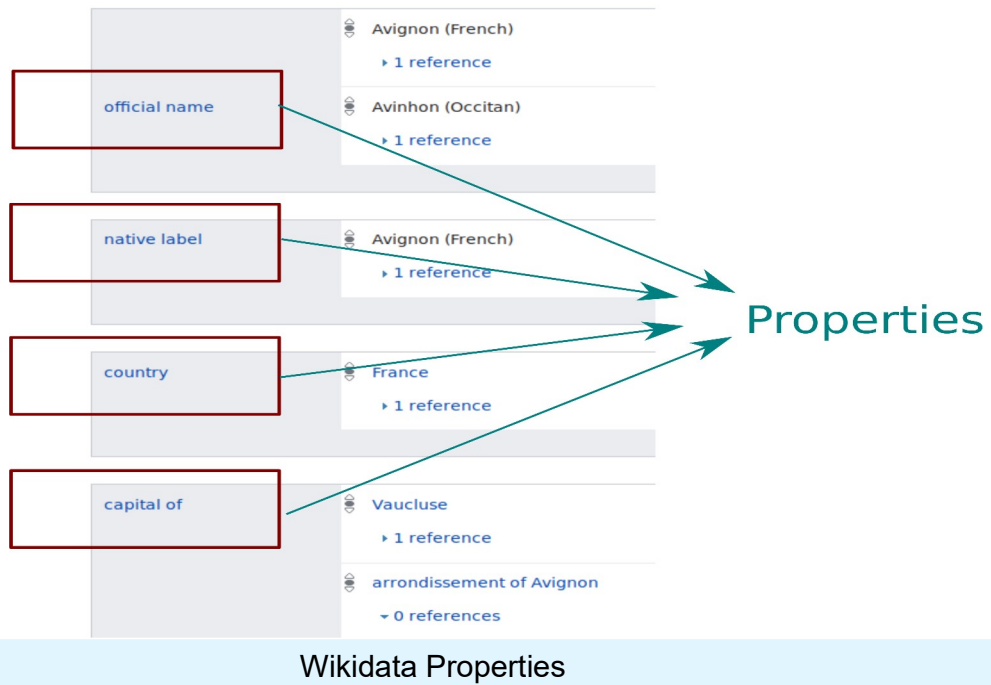 Avignon (French)
1 reference
official name
Avinhon (Occitan)
1 reference
native label
Avignon (French)
1 reference
Properties
country
France
1 reference
capital of
Vaucluse
1 reference
arrondissement of Avignon
0 references
Wikidata Properties